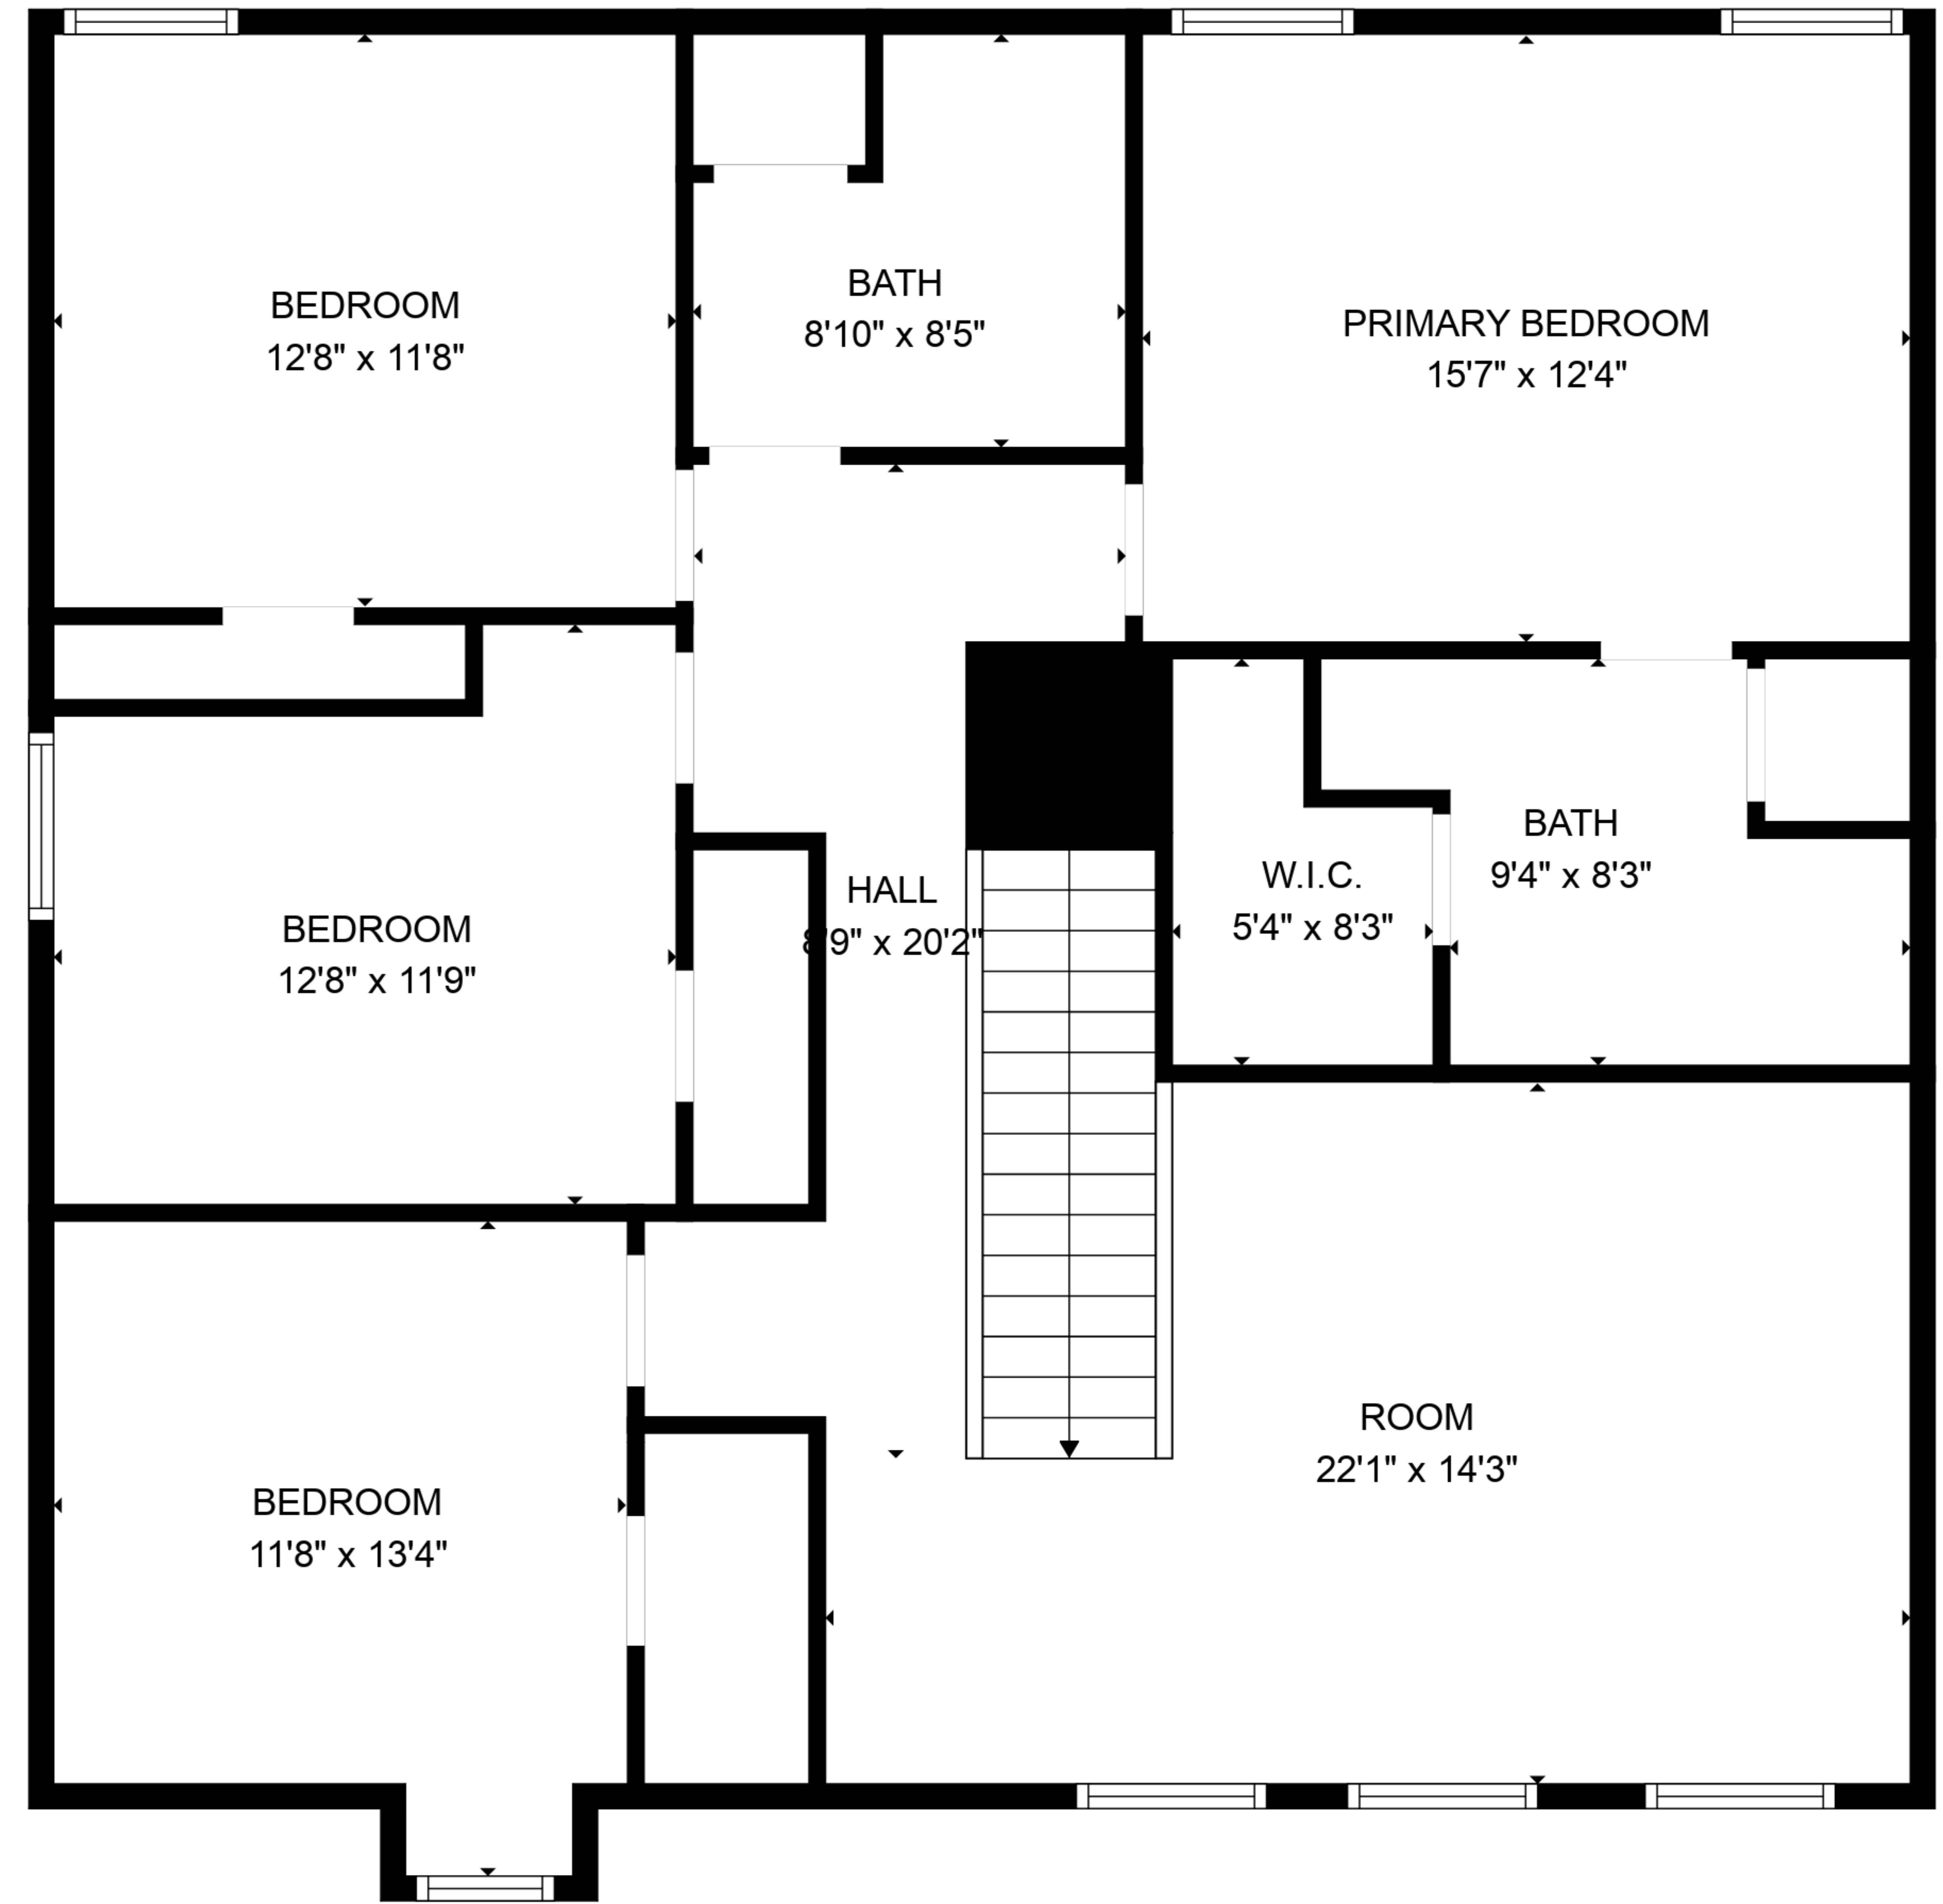 BEDROOM
12'8" x 11'8"
BATH
8'10" x 8'5"
PRIMARY BEDROOM
15'7" x 12'4"
BEDROOM
12'8" x 11'9"
HALL
8'9" x 20'2"
W.I.C.
5'4" x 8'3"
BATH
9'4" x 8'3"
BEDROOM
11'8" x 13'4"
ROOM
22'1" x 14'3"